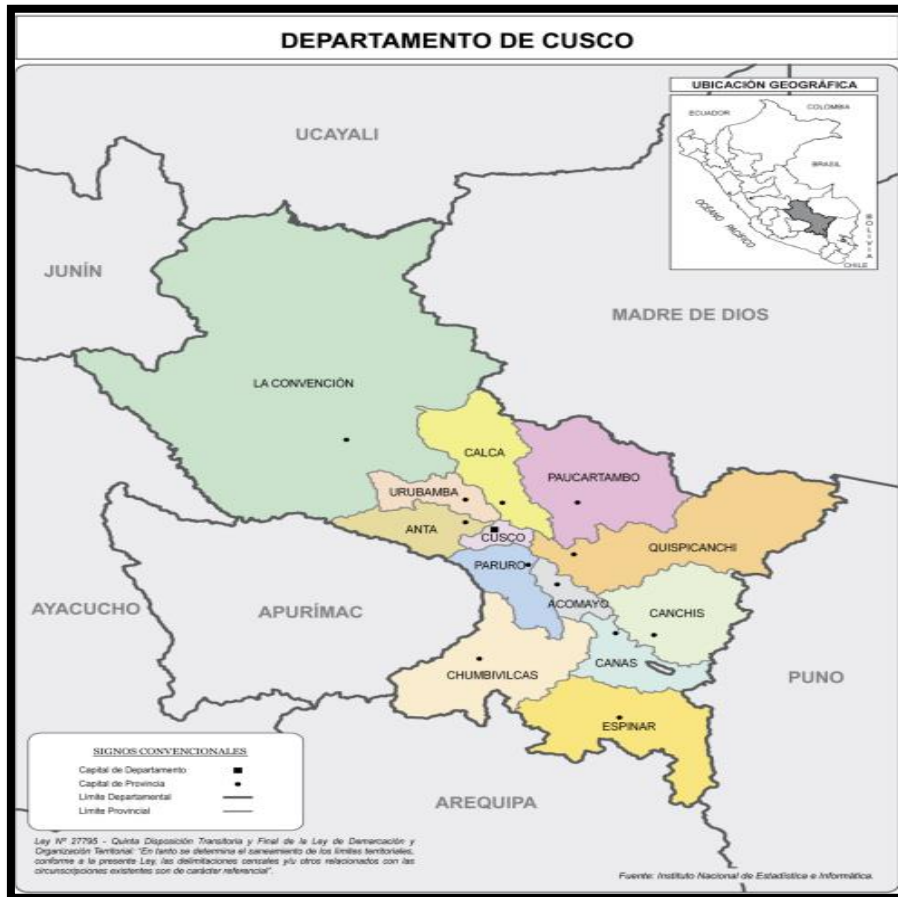 DEPARTAMENTO DE CUSCO
UBICACIÓN GEOGRÁFICA
ECUADOR
COLOMBIA
BRASIL
OCÉANO PACÍFICO
BOLIVIA
CHILE
UCAYALI
JUNÍN
MADRE DE DIOS
LA CONVENCIÓN
CALCA
PAUCARTAMBO
URUBAMBA
ANTA
CUSCO
QUISPICANCHI
PARURO
ACOMAYO
CANCHIS
AYACUCHO
APURÍMAC
CANAS
CHUMBIVILCAS
PUNO
ESPINAR
AREQUIPA
SIGNOS CONVENCIONALES
Capital de Departamento
Capital de Provincia
Límite Departamental
Límite Provincial
Ley Nº 27795 - Quinta Disposición Transitoria y Final de la Ley de Demarcación y
Organización Territorial: "En tanto se determina el saneamiento de los límites territoriales,
conforme a la presente Ley, las delimitaciones censales y/u otros relacionados con las
circunscripciones existentes son de carácter referencial".
Fuente: Instituto Nacional de Estadística e Informática.